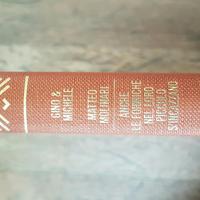 GINO &
MICHELE
MATTEO
MOLINARI
ANCHE
LE FORMICHE
NEL LORO
PICCOLO
S'INCAZZANO